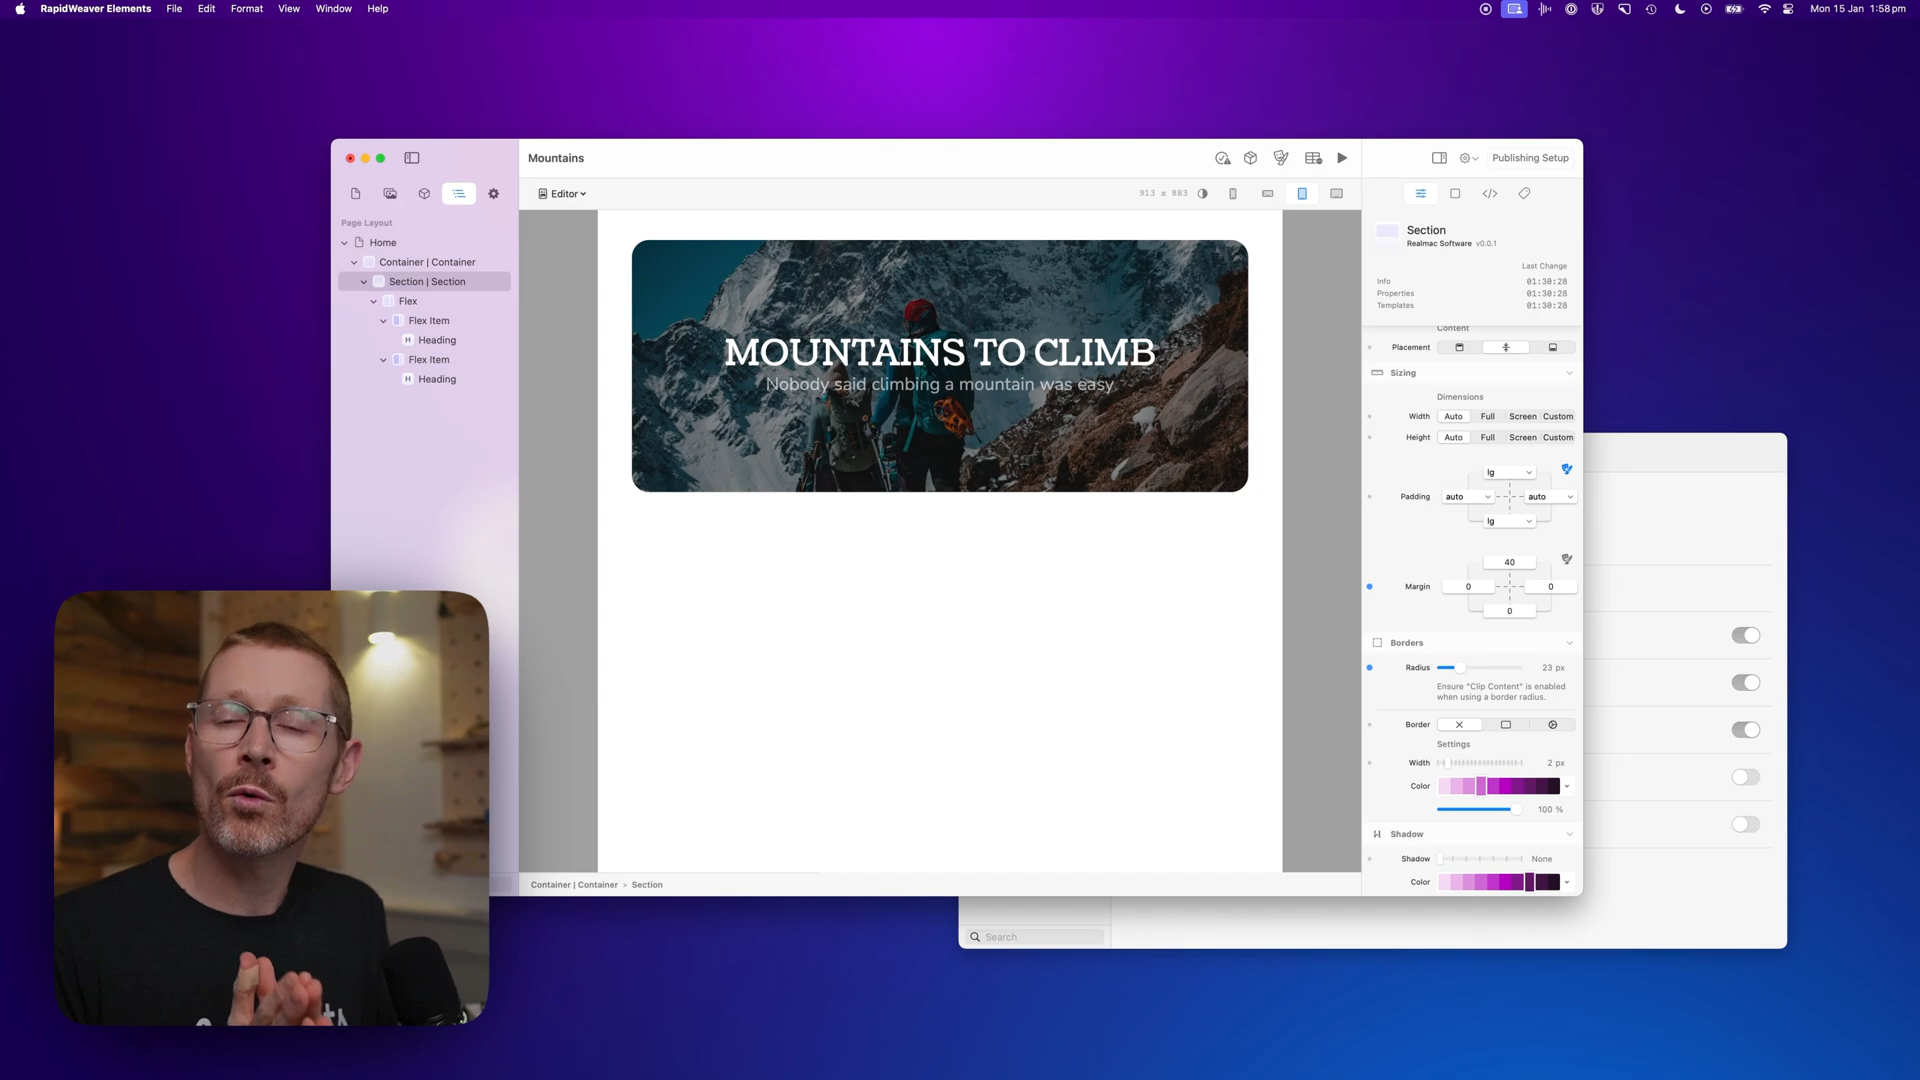 RapidWeaver Elements File Edit Format View Window Help Mon 15 Jan 1:58 pm
Mountains
Publishing Setup
Editor
913 x 883
Page Layout
Home
Container | Container
Section | Section
Flex
Flex Item
Heading
Flex Item
Heading
MOUNTAINS TO CLIMB
Nobody said climbing a mountain was easy
Container | Container > Section
Section
Realmac Software v0.0.1
Last Change
Info 01:30:28
Properties 01:30:28
Templates 01:30:28
Content
Placement
Sizing
Dimensions
Width Auto Full Screen Custom
Height Auto Full Screen Custom
lg
Padding auto auto
lg
40
Margin 0 0
0
Borders
Radius 23 px
Ensure "Clip Content" is enabled
when using a border radius.
Border
Settings
Width 2 px
Color
100 %
Shadow
Shadow None
Color
Search